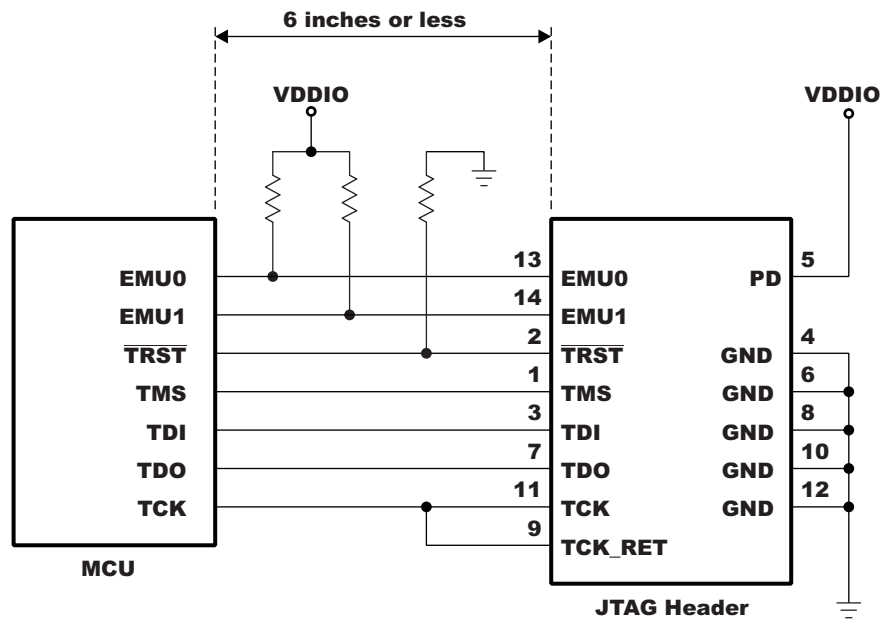 6 inches or less
VDDIO
VDDIO
EMU0
13
EMU0
5
PD
EMU1
14
EMU1
TRST
2
TRST
4
GND
TMS
1
TMS
6
GND
TDI
3
TDI
8
GND
TDO
7
TDO
10
GND
TCK
11
TCK
12
GND
9
TCK_RET
MCU
JTAG Header